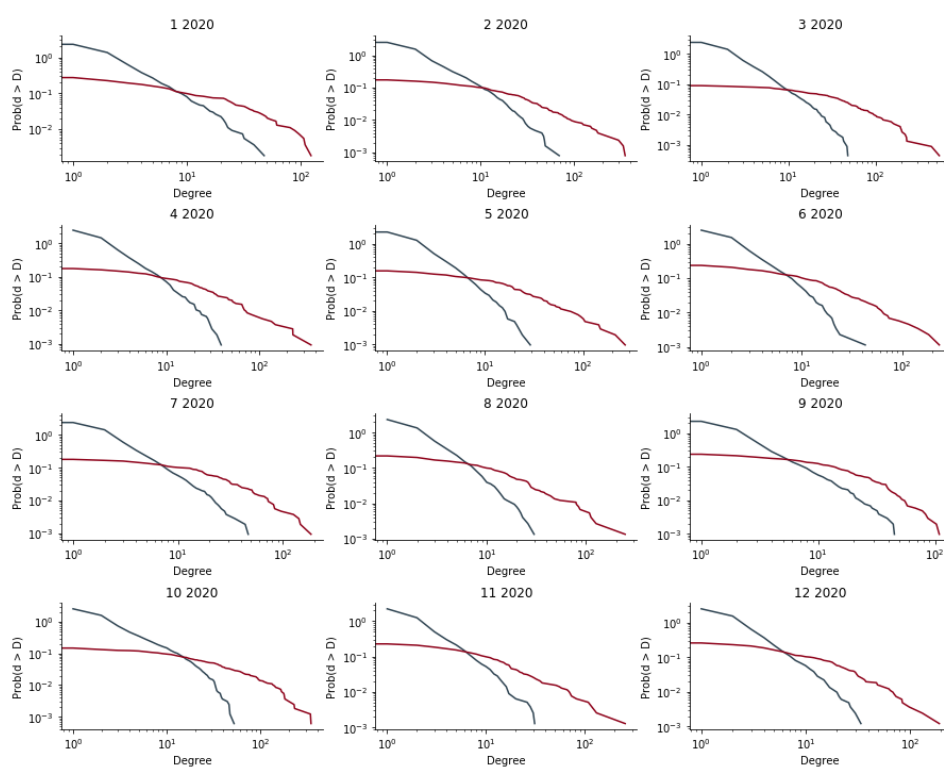 1 2020
2 2020
3 2020
Prob(d > D)
10⁰
10⁻¹
10⁻²
10⁰ 10¹ 10²
Degree
Prob(d > D)
10⁰
10⁻¹
10⁻²
10⁻³
10⁰ 10¹ 10²
Degree
Prob(d > D)
10⁰
10⁻¹
10⁻²
10⁻³
10⁰ 10¹ 10²
Degree
4 2020
5 2020
6 2020
Prob(d > D)
10⁰
10⁻¹
10⁻²
10⁻³
10⁰ 10¹ 10²
Degree
Prob(d > D)
10⁰
10⁻¹
10⁻²
10⁻³
10⁰ 10¹ 10²
Degree
Prob(d > D)
10⁰
10⁻¹
10⁻²
10⁻³
10⁰ 10¹ 10²
Degree
7 2020
8 2020
9 2020
Prob(d > D)
10⁰
10⁻¹
10⁻²
10⁻³
10⁰ 10¹ 10²
Degree
Prob(d > D)
10⁰
10⁻¹
10⁻²
10⁻³
10⁰ 10¹ 10²
Degree
Prob(d > D)
10⁰
10⁻¹
10⁻²
10⁻³
10⁰ 10¹ 10²
Degree
10 2020
11 2020
12 2020
Prob(d > D)
10⁰
10⁻¹
10⁻²
10⁻³
10⁰ 10¹ 10²
Degree
Prob(d > D)
10⁰
10⁻¹
10⁻²
10⁻³
10⁰ 10¹ 10²
Degree
Prob(d > D)
10⁰
10⁻¹
10⁻²
10⁻³
10⁰ 10¹ 10²
Degree